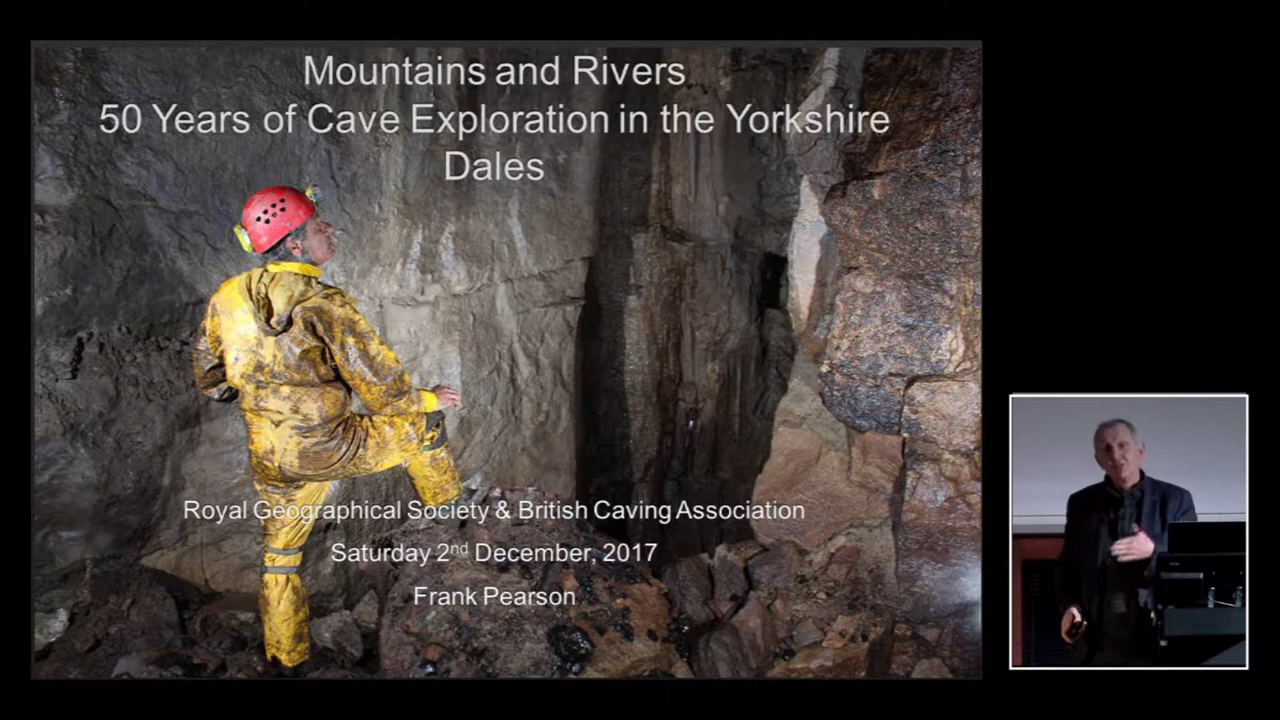 Mountains and Rivers
50 Years of Cave Exploration in the Yorkshire
Dales
Royal Geographical Society & British Caving Association
Saturday 2nd December, 2017
Frank Pearson